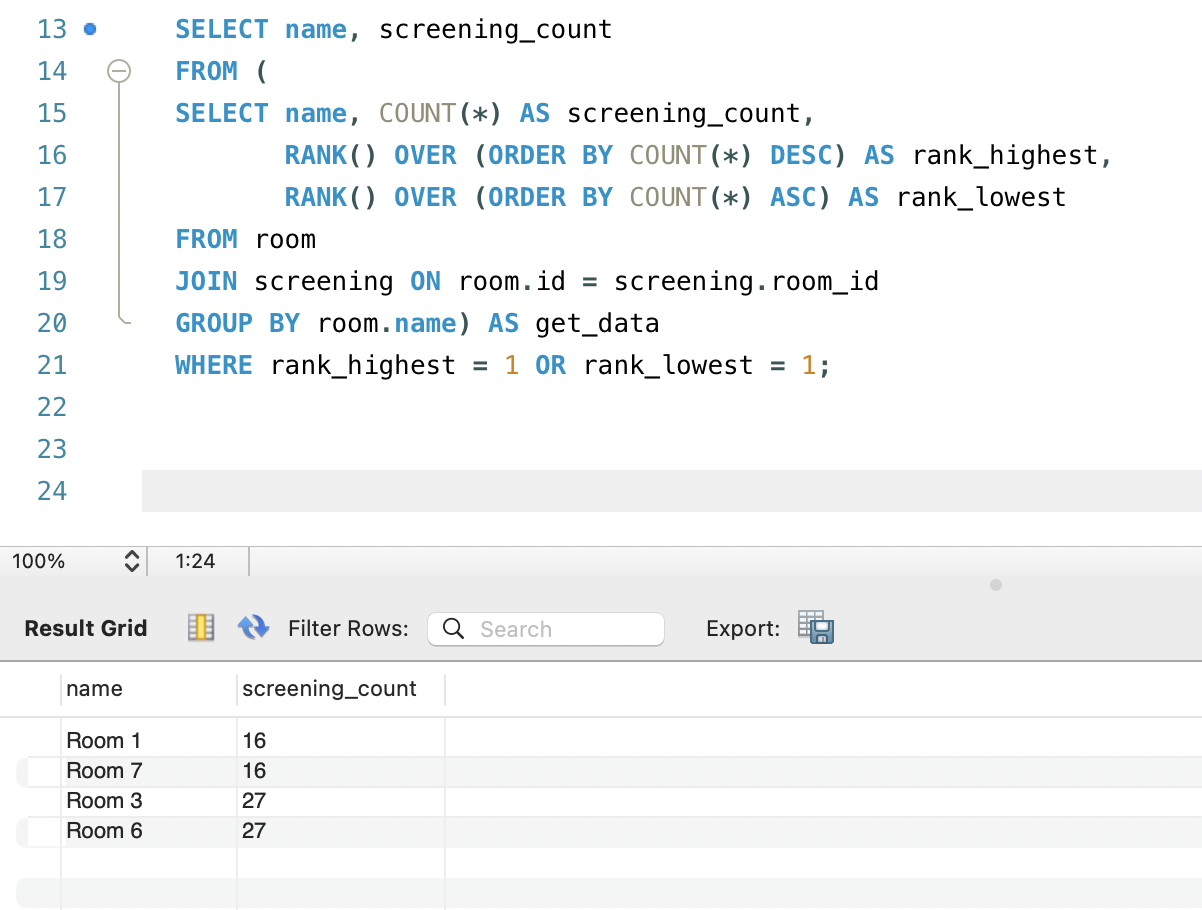 13 SELECT name, screening_count
14 FROM (
15 SELECT name, COUNT(*) AS screening_count,
16 RANK() OVER (ORDER BY COUNT(*) DESC) AS rank_highest,
17 RANK() OVER (ORDER BY COUNT(*) ASC) AS rank_lowest
18 FROM room
19 JOIN screening ON room.id = screening.room_id
20 GROUP BY room.name) AS get_data
21 WHERE rank_highest = 1 OR rank_lowest = 1;
22
23
24
100% 1:24
Result Grid Filter Rows: Search Export:
name screening_count
Room 1 16
Room 7 16
Room 3 27
Room 6 27